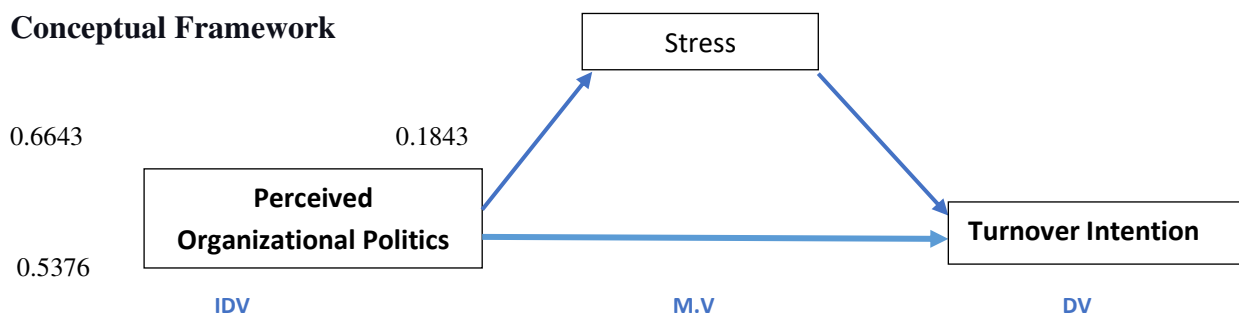 Conceptual Framework
Stress
0.6643 0.1843
Perceived
Organizational Politics
Turnover Intention
0.5376
IDV M.V DV